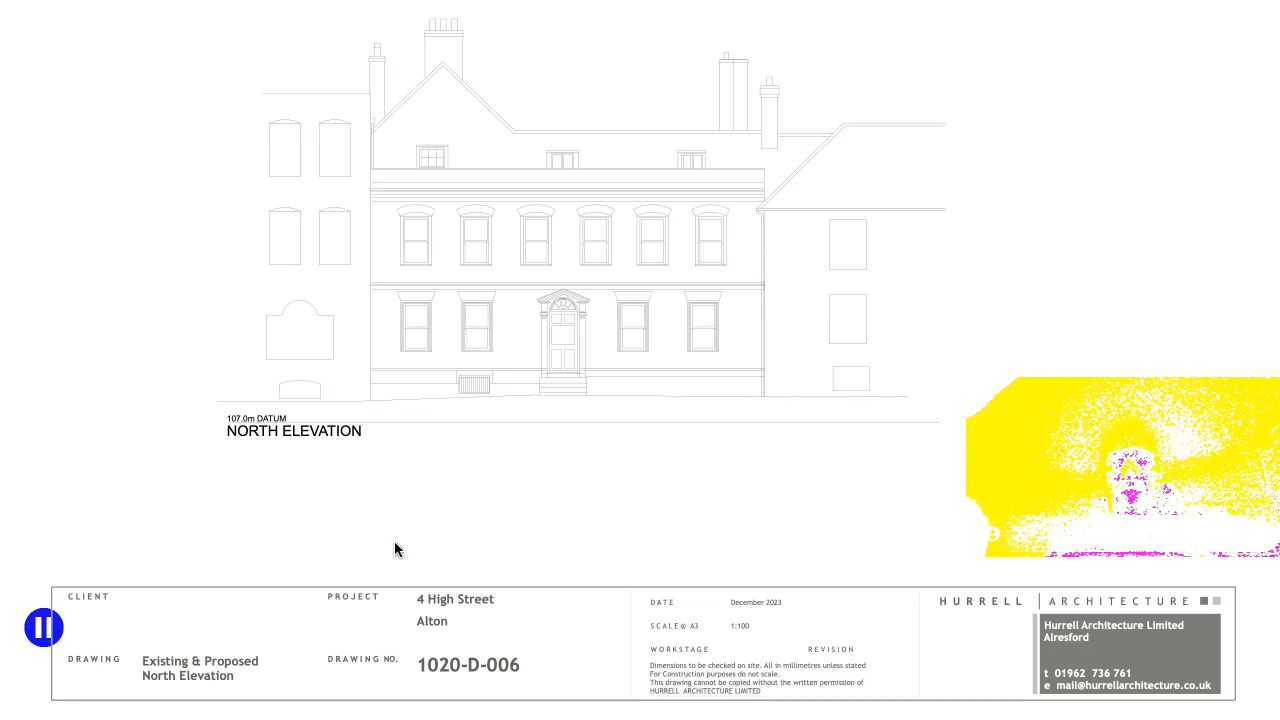 107.0m DATUM
NORTH ELEVATION
CLIENT
PROJECT
4 High Street
Alton
DRAWING
Existing & Proposed
North Elevation
DRAWING NO.
1020-D-006
DATE
December 2023
SCALE@ A3
1:100
WORKSTAGE
REVISION
Dimensions to be checked on site. All in millimetres unless stated
For Construction purposes do not scale.
This drawing cannot be copied without the written permission of
HURRELL ARCHITECTURE LIMITED
HURRELL ARCHITECTURE
Hurrell Architecture Limited
Alresford
t 01962 736 761
e mail@hurrellarchitecture.co.uk